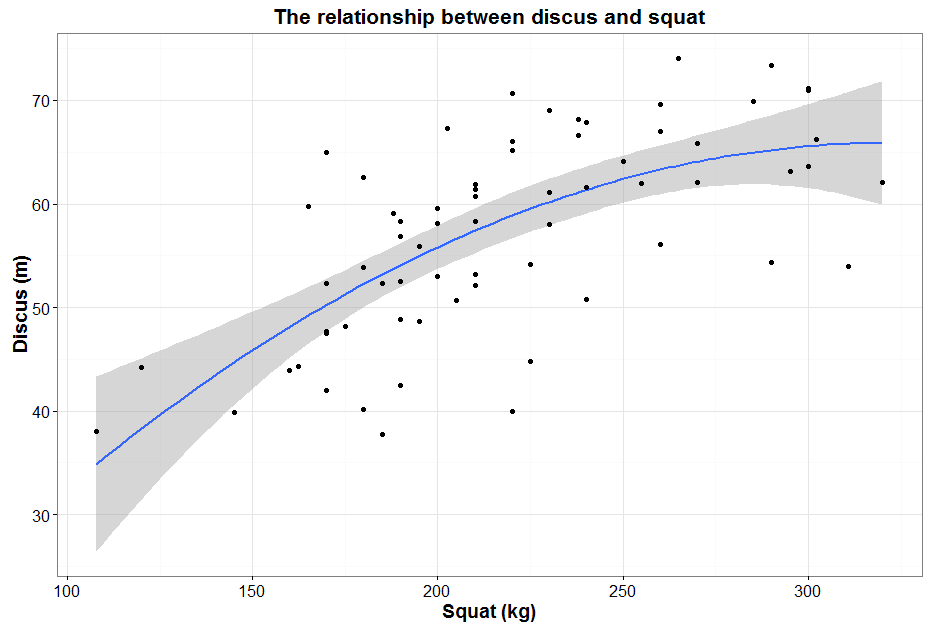 The relationship between discus and squat
Discus (m)
70
60
50
40
30
100 150 200 250 300
Squat (kg)